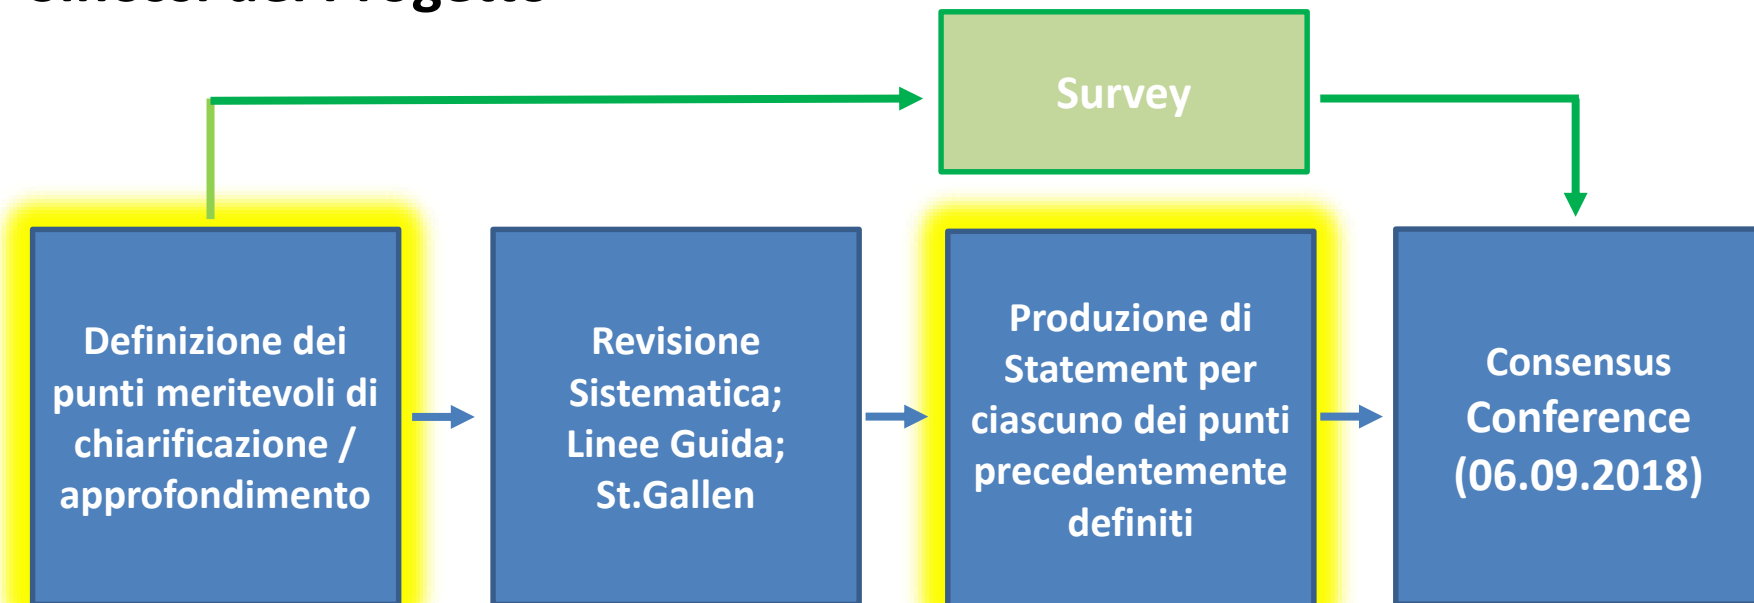 Survey
Definizione dei
punti meritevoli di
chiarificazione /
approfondimento
Revisione
Sistematica;
Linee Guida;
St.Gallen
Produzione di
Statement per
ciascuno dei punti
precedentemente
definiti
Consensus
Conference
(06.09.2018)